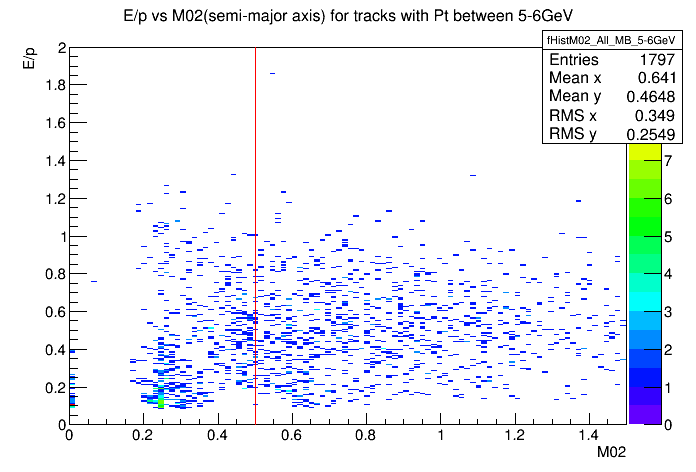 E/p vs M02(semi-major axis) for tracks with Pt between 5-6GeV
fHistM02_All_MB_5-6GeV
Entries 1797
Mean x 0.641
Mean y 0.4648
RMS x 0.349
RMS y 0.2549
E/p
2
1.8
1.6
1.4
1.2
1
0.8
0.6
0.4
0.2
0
0 0.2 0.4 0.6 0.8 1 1.2 1.4
M02
7
6
5
4
3
2
1
0